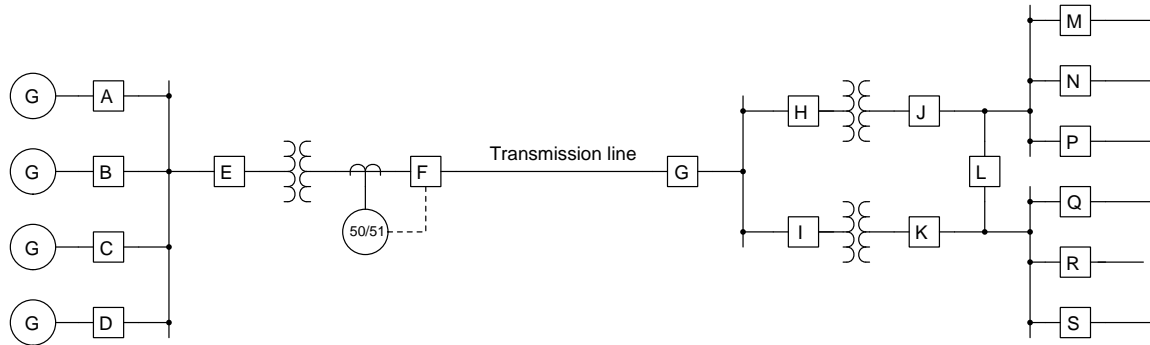 M
G A
H J N
Transmission line P
G B E F G
L
50/51 Q
G C I K
R
G D S